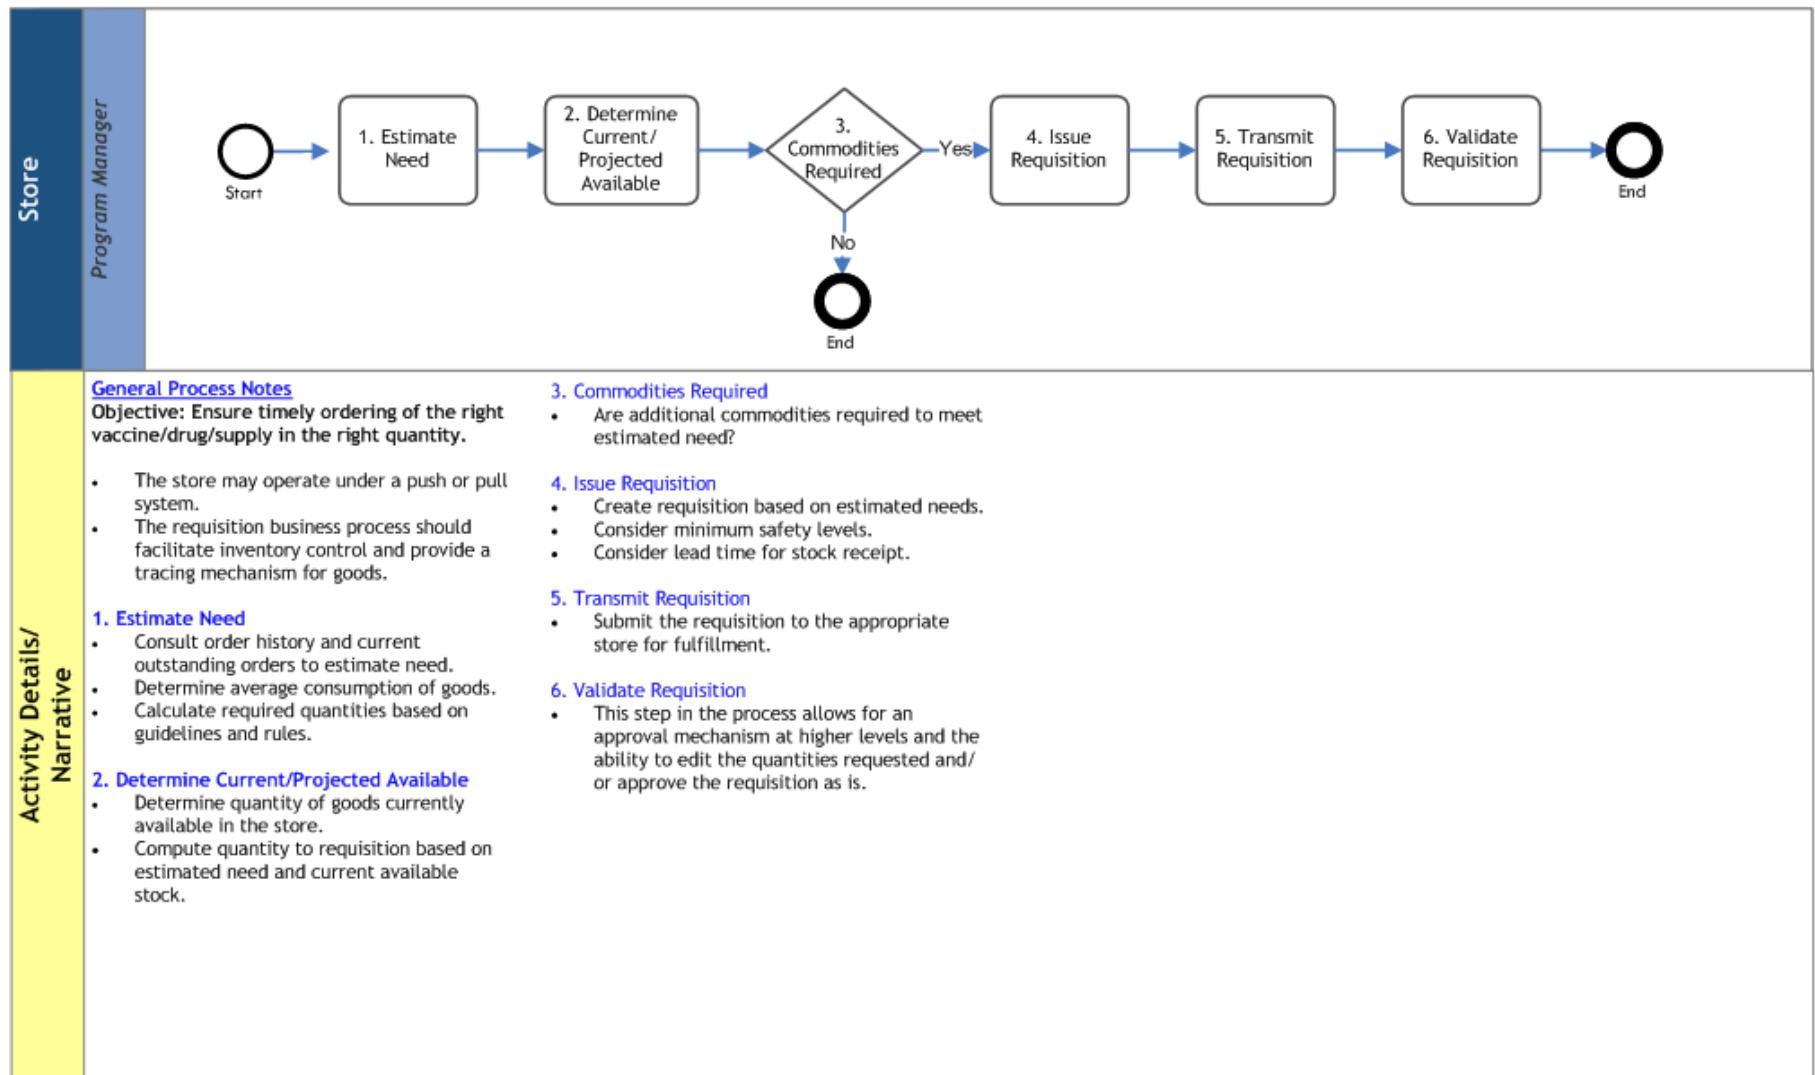 Store
Program Manager
Start
1. Estimate
Need
2. Determine
Current/
Projected
Available
3.
Commodities
Required
Yes
No
End
4. Issue
Requisition
5. Transmit
Requisition
6. Validate
Requisition
End
Activity Details/
Narrative
General Process Notes
Objective: Ensure timely ordering of the right
vaccine/drug/supply in the right quantity.
• The store may operate under a push or pull
system.
• The requisition business process should
facilitate inventory control and provide a
tracing mechanism for goods.
1. Estimate Need
• Consult order history and current
outstanding orders to estimate need.
• Determine average consumption of goods.
• Calculate required quantities based on
guidelines and rules.
2. Determine Current/Projected Available
• Determine quantity of goods currently
available in the store.
• Compute quantity to requisition based on
estimated need and current available
stock.
3. Commodities Required
• Are additional commodities required to meet
estimated need?
4. Issue Requisition
• Create requisition based on estimated needs.
• Consider minimum safety levels.
• Consider lead time for stock receipt.
5. Transmit Requisition
• Submit the requisition to the appropriate
store for fulfillment.
6. Validate Requisition
• This step in the process allows for an
approval mechanism at higher levels and the
ability to edit the quantities requested and/
or approve the requisition as is.